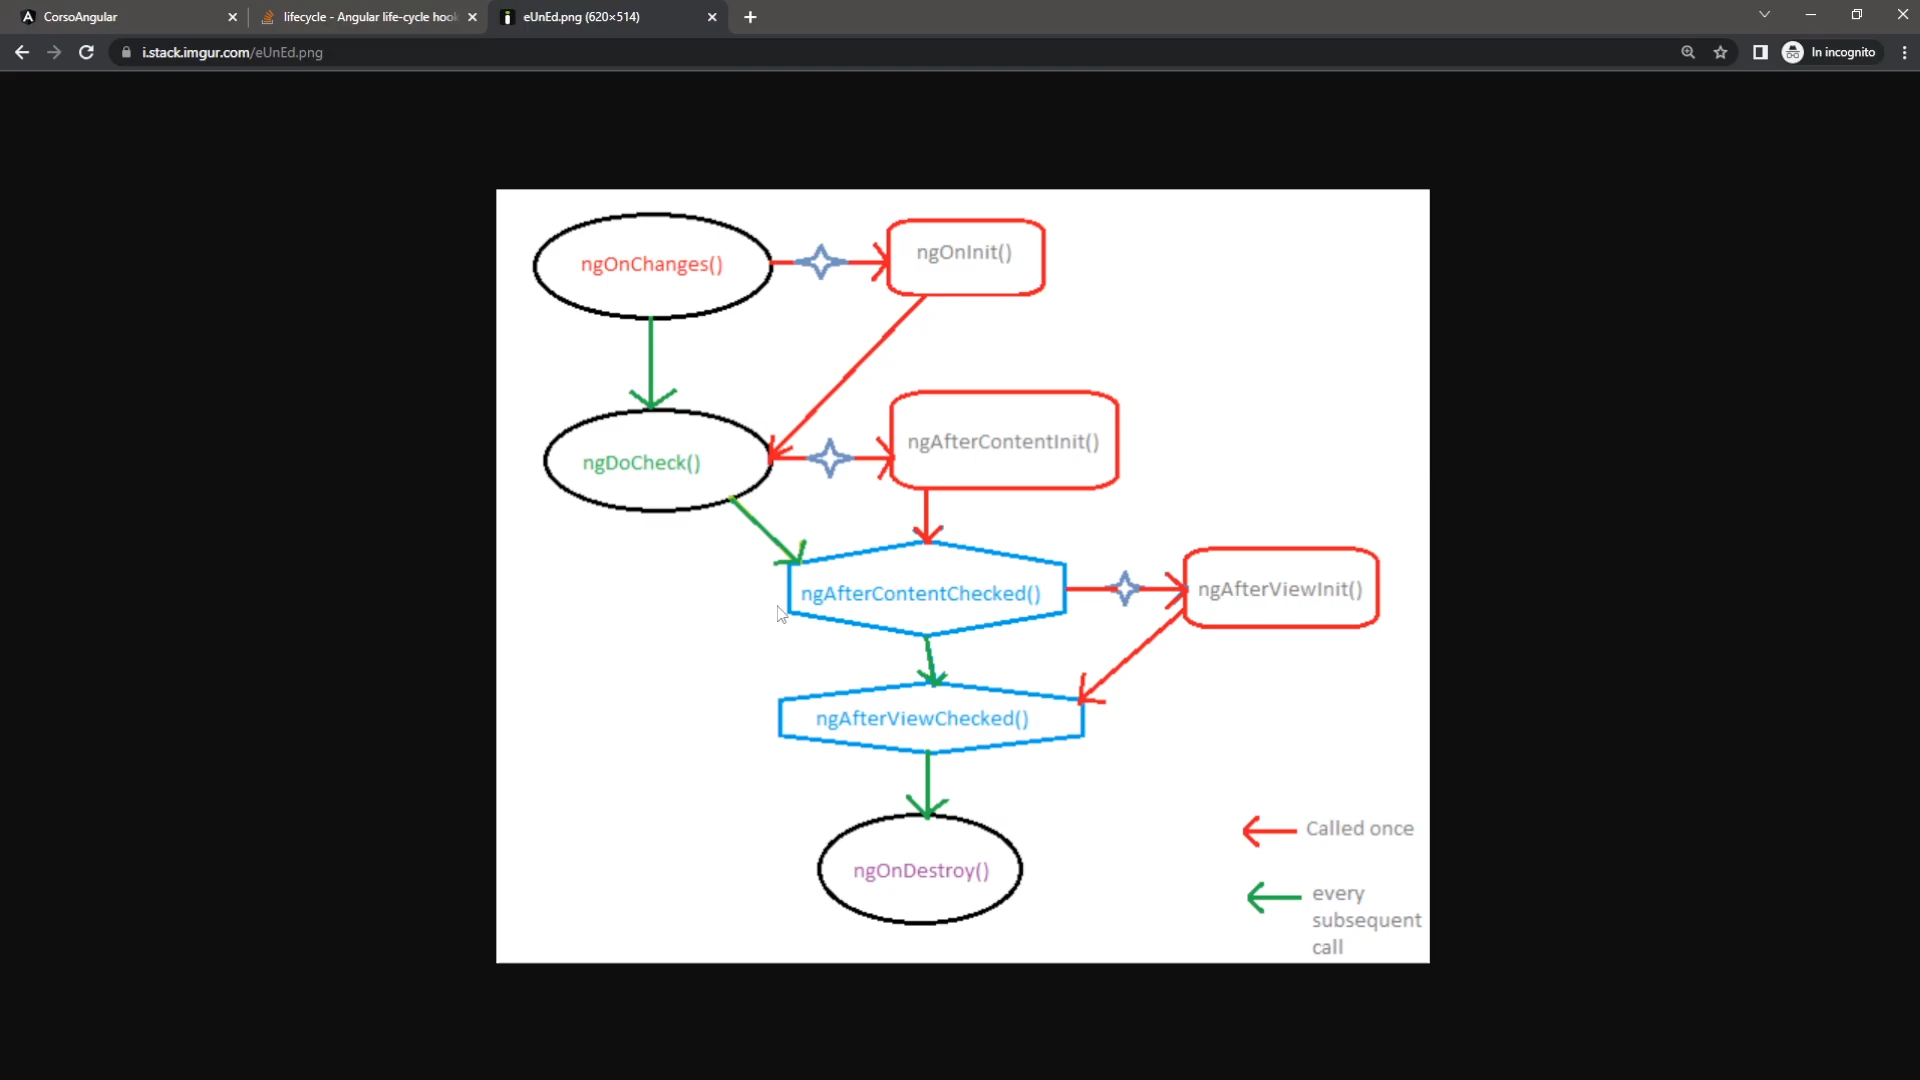 CorsoAngular
lifecycle - Angular life-cycle hook
eUnEd.png (620×514)
i.stack.imgur.com/eUnEd.png
In incognito
ngOnChanges()
ngOnInit()
ngDoCheck()
ngAfterContentInit()
ngAfterContentChecked()
ngAfterViewInit()
ngAfterViewChecked()
ngOnDestroy()
Called once
every
subsequent
call